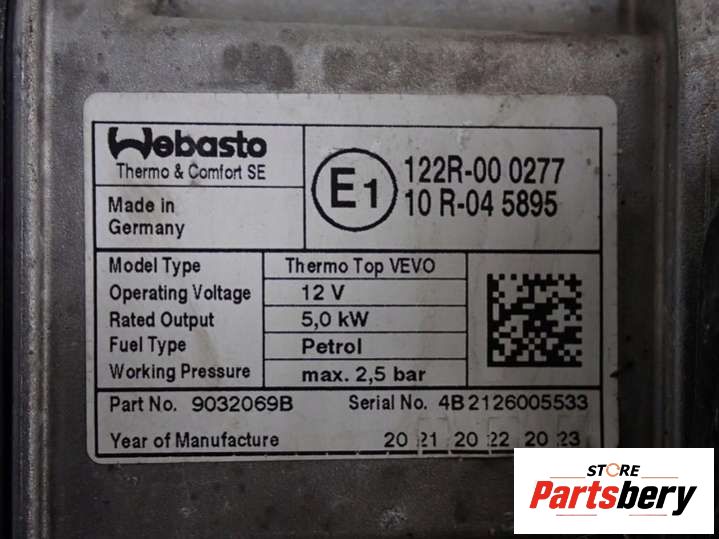 Webasto
Thermo & Comfort SE
Made in
Germany
E1
122R-00 0277
10 R-04 5895
Model Type Thermo Top VEVO
Operating Voltage 12 V
Rated Output 5,0 kW
Fuel Type Petrol
Working Pressure max. 2,5 bar
Part No. 9032069B Serial No. 4B2126005533
Year of Manufacture 20 21 20 22 20 23
STORE
Partsbery